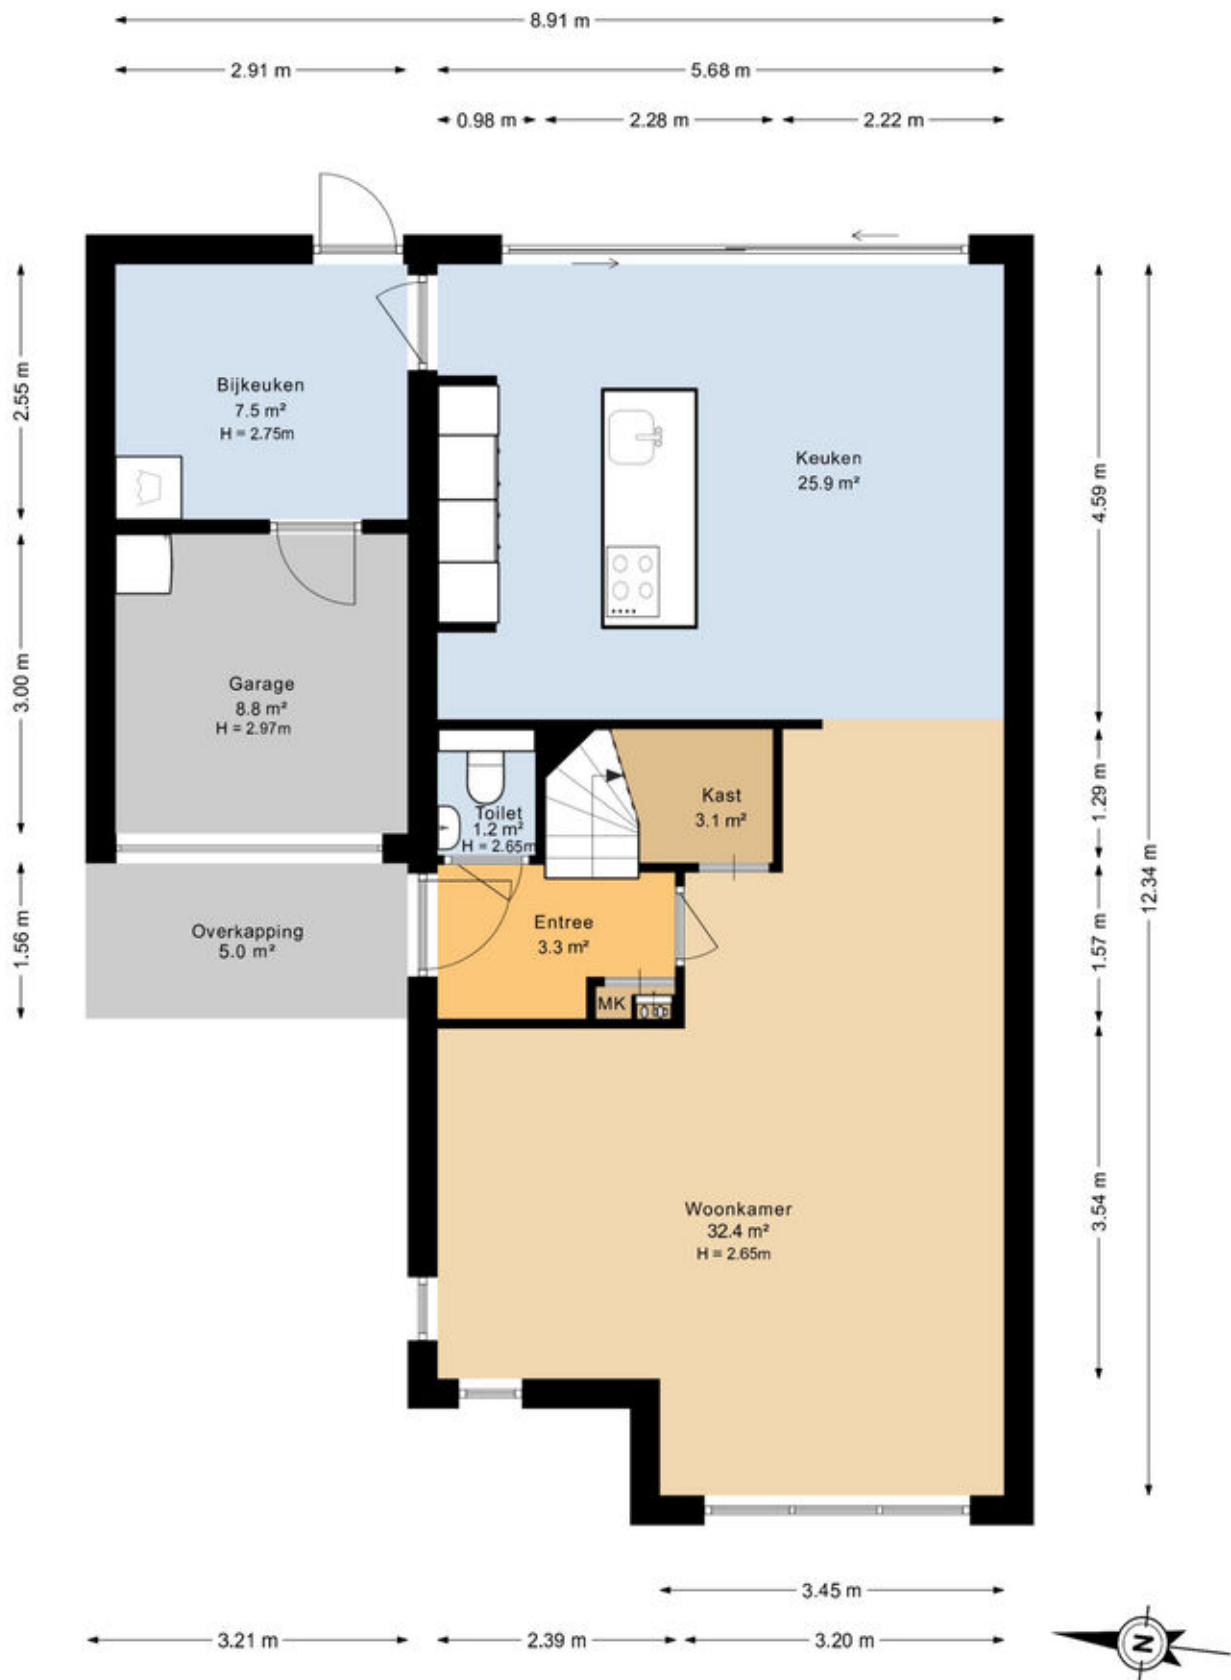 8.91 m
2.91 m
5.68 m
0.98 m
2.28 m
2.22 m
2.55 m
Bijkeuken
7.5 m²
H = 2.75m
Keuken
25.9 m²
4.59 m
3.00 m
Garage
8.8 m²
H = 2.97m
Toilet
1.2 m²
H = 2.65m
Kast
3.1 m²
1.29 m
12.34 m
1.56 m
Overkapping
5.0 m²
Entree
3.3 m²
MK
1.57 m
3.54 m
Woonkamer
32.4 m²
H = 2.65m
3.45 m
3.21 m
2.39 m
3.20 m
N